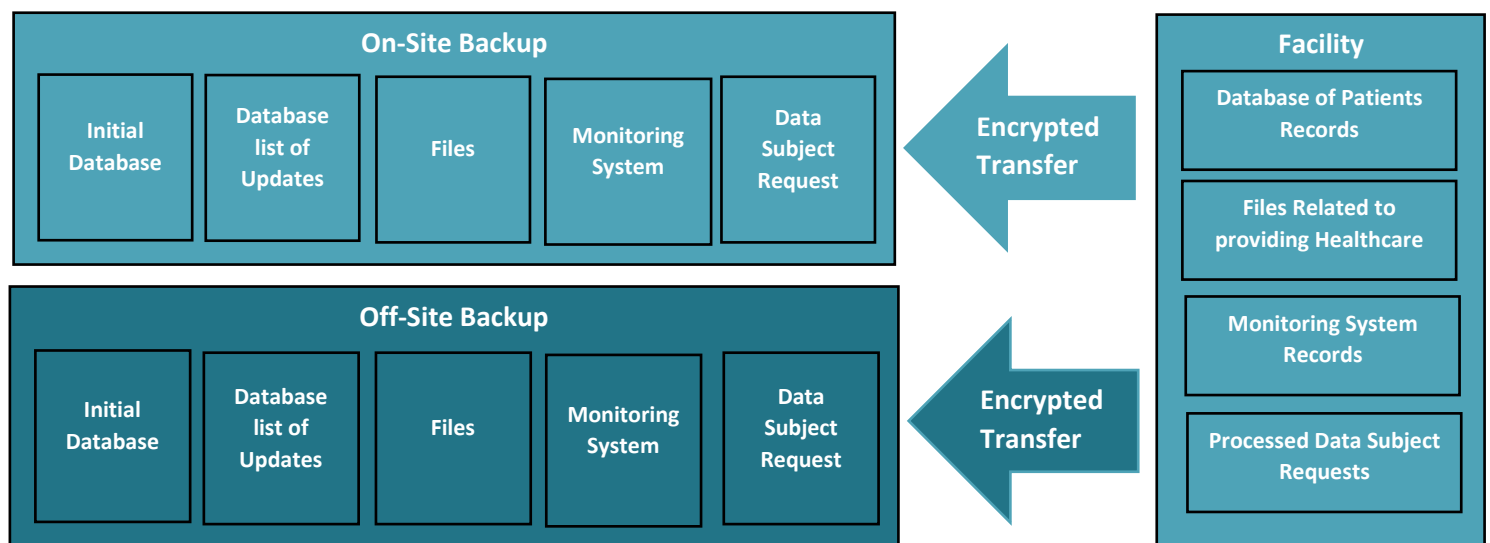 On-Site Backup
Initial
Database
Database
list of
Updates
Files
Monitoring
System
Data
Subject
Request
Encrypted
Transfer
Facility
Database of Patients
Records
Files Related to
providing Healthcare
Monitoring System
Records
Processed Data Subject
Requests
Off-Site Backup
Initial
Database
Database
list of
Updates
Files
Monitoring
System
Data
Subject
Request
Encrypted
Transfer